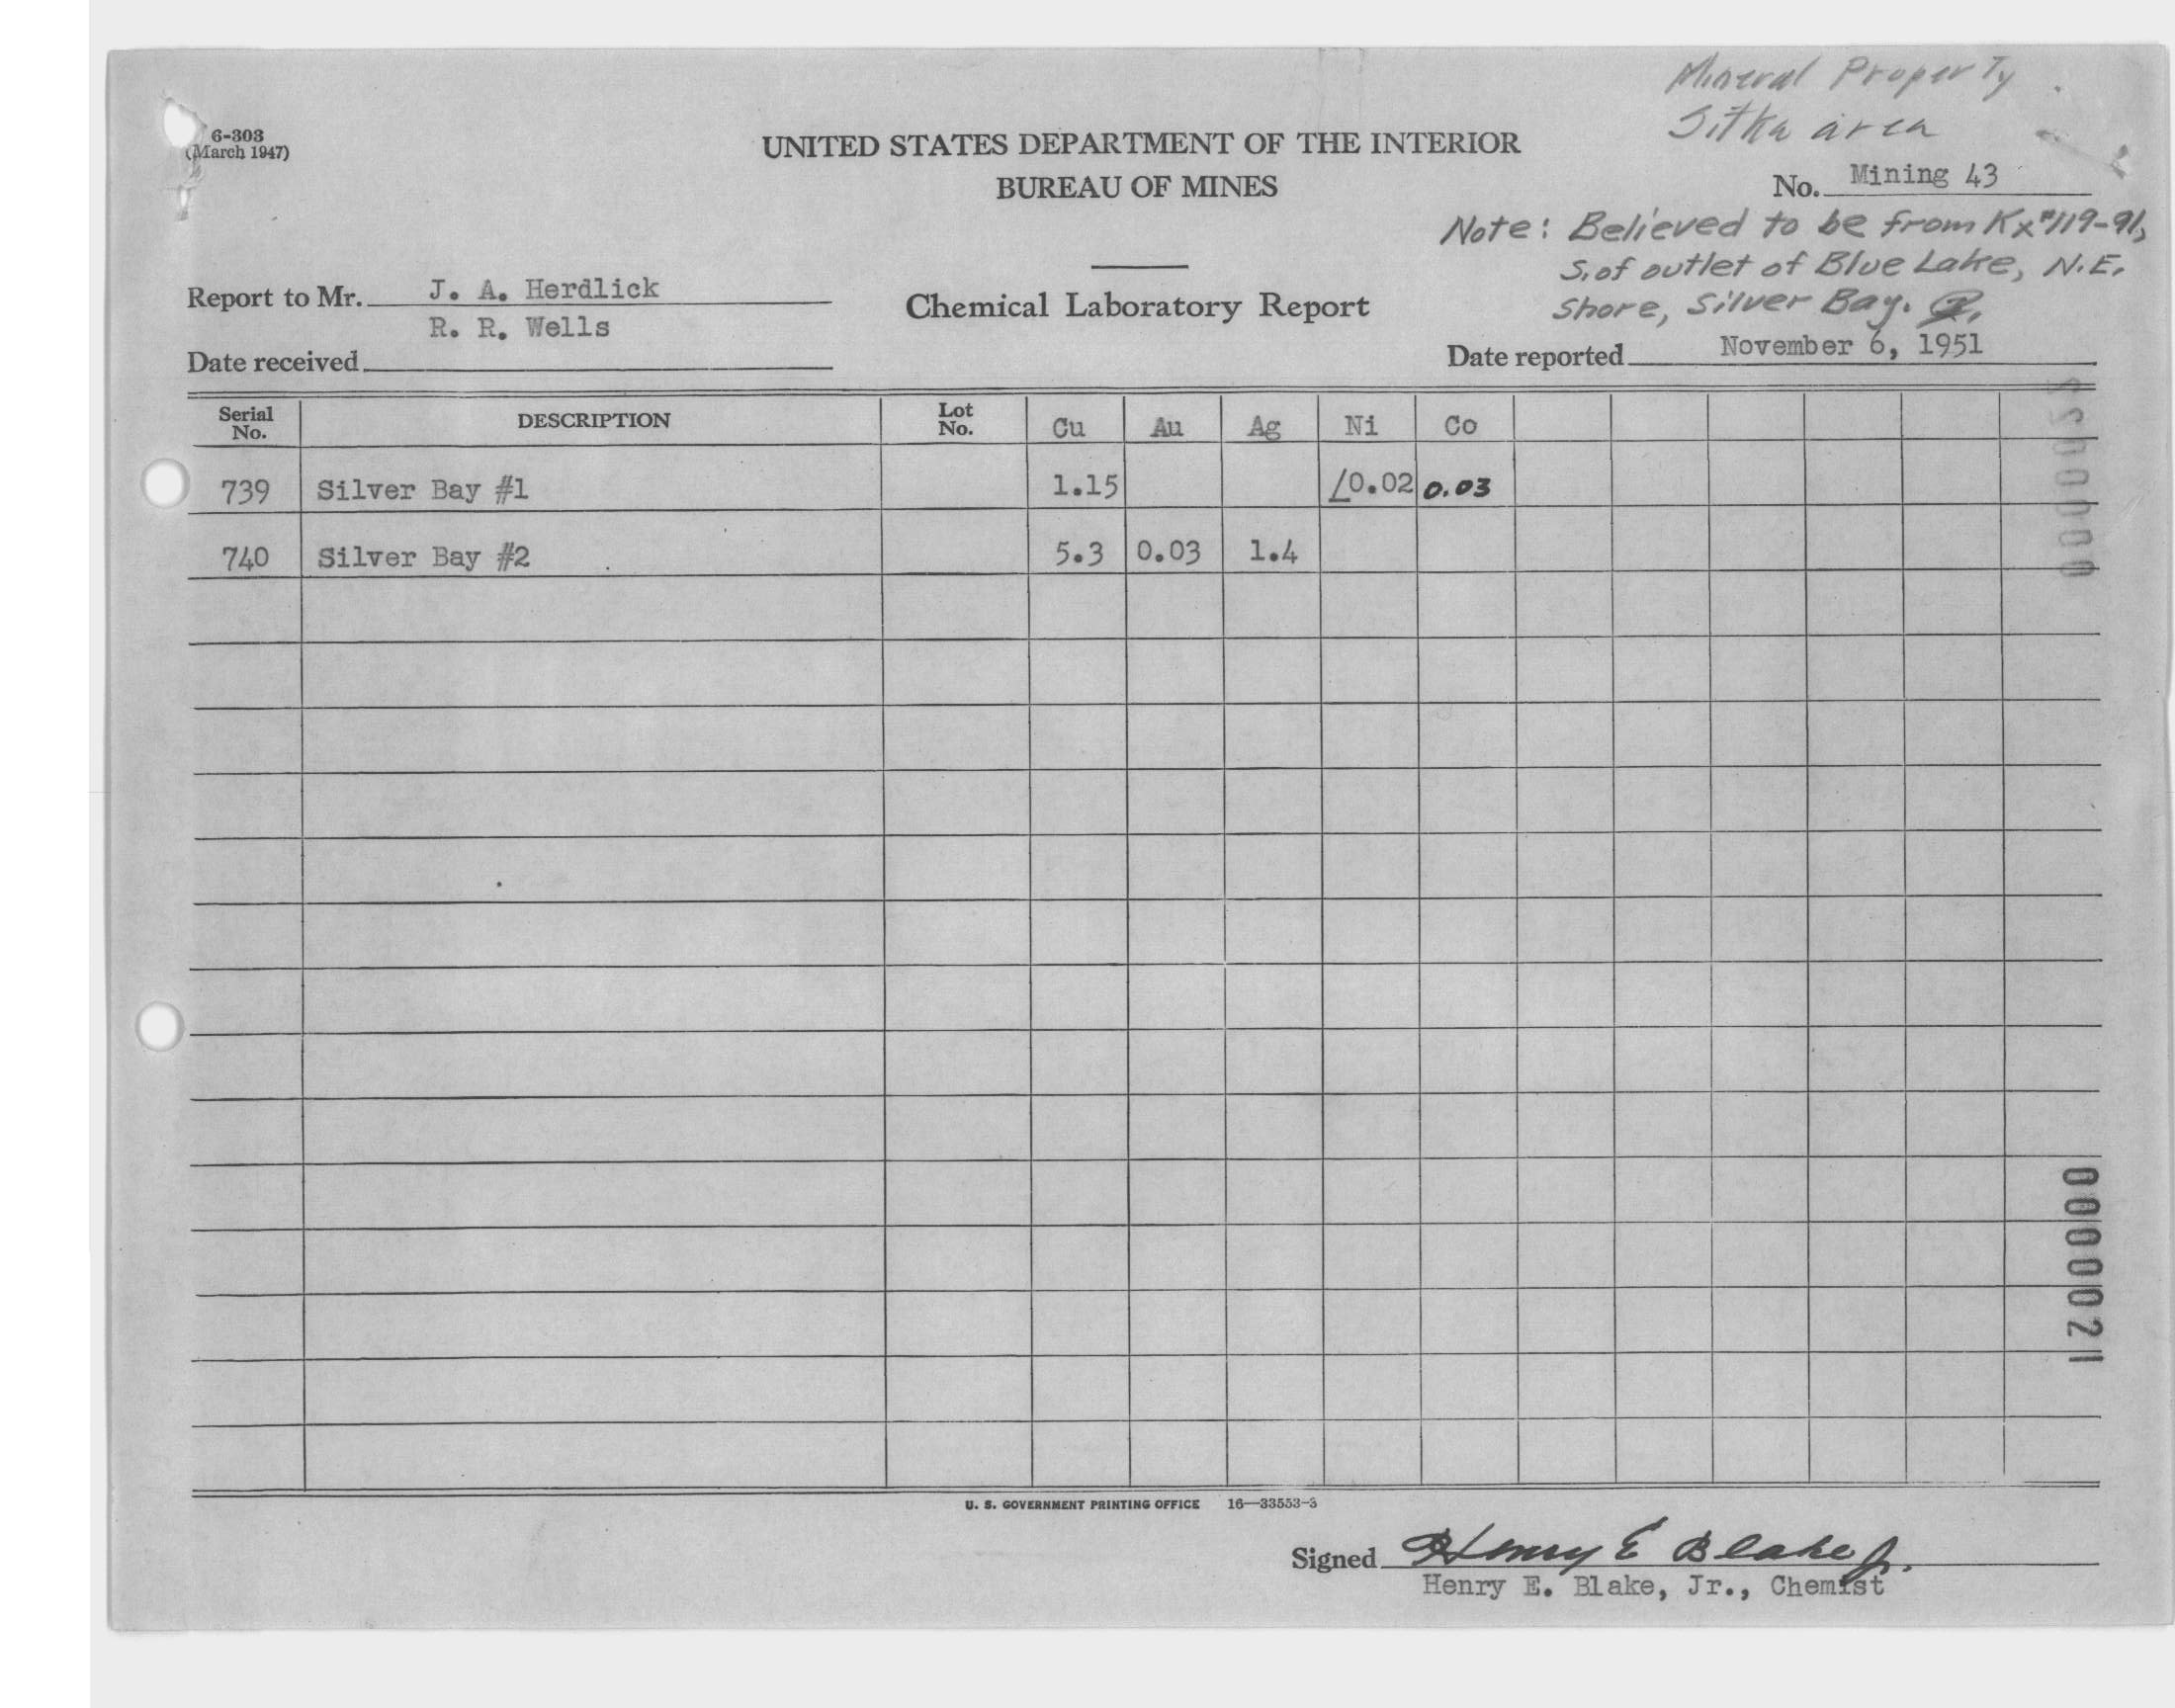 Mineral Property
Sitka area
6-303
(March 1947)
UNITED STATES DEPARTMENT OF THE INTERIOR
BUREAU OF MINES
No. Mining 43
Note: Believed to be from Kx#119-91,
S. of outlet of Blue Lake, N.E.
Shore, Silver Bay.
Report to Mr. J. A. Herdlick
R. R. Wells
Chemical Laboratory Report
Date received
Date reported November 6, 1951
Serial No. DESCRIPTION Lot No. Cu Au Ag Ni Co
739 Silver Bay #1 1.15 <0.02 0.03
740 Silver Bay #2 5.3 0.03 1.4
0000021
U. S. GOVERNMENT PRINTING OFFICE 16—33553-3
Signed Henry E Blake Jr.
Henry E. Blake, Jr., Chemist